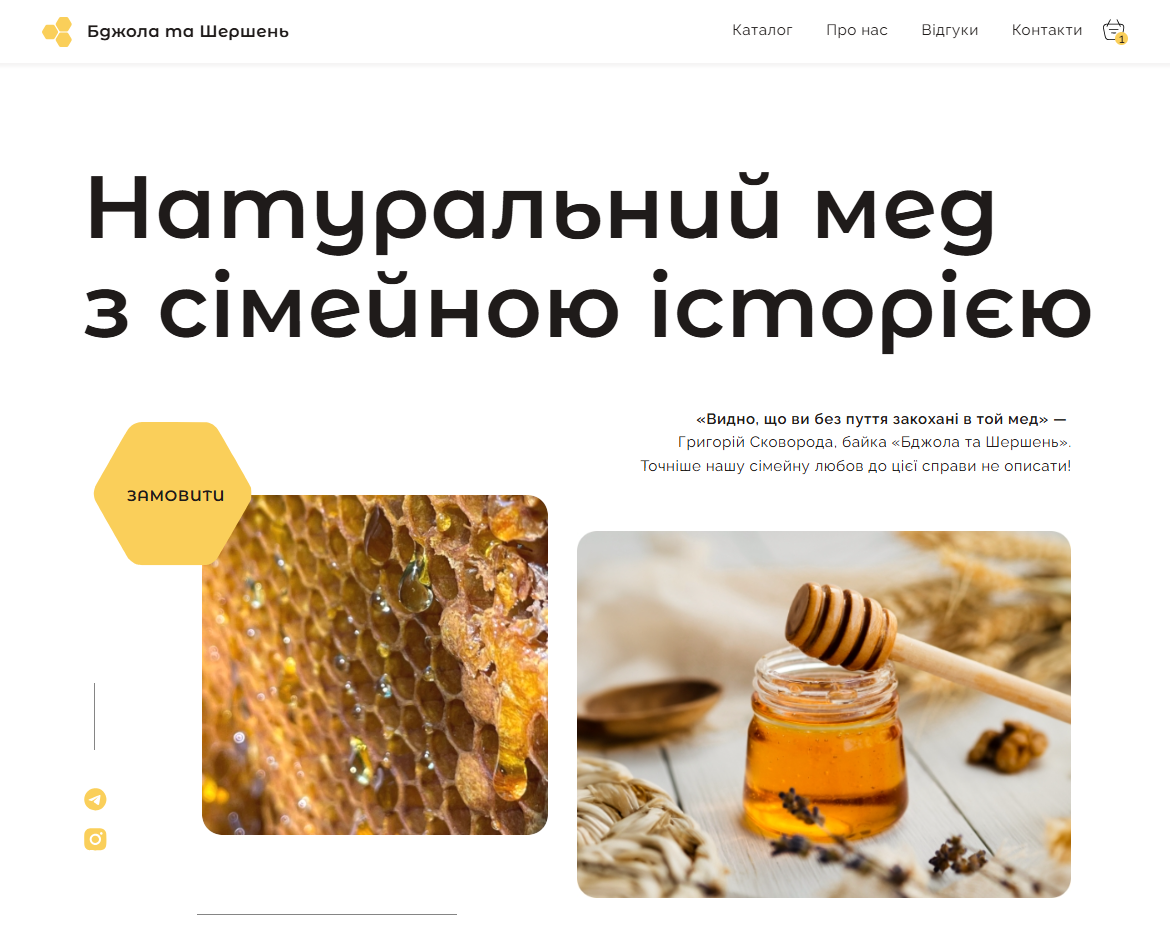 Бджола та Шершень
Каталог
Про нас
Відгуки
Контакти
1
Натуральний мед
з сімейною історією
«Видно, що ви без пуття закохані в той мед» —
Григорій Сковорода, байка «Бджола та Шершень».
Точніше нашу сімейну любов до цієї справи не описати!
ЗАМОВИТИ